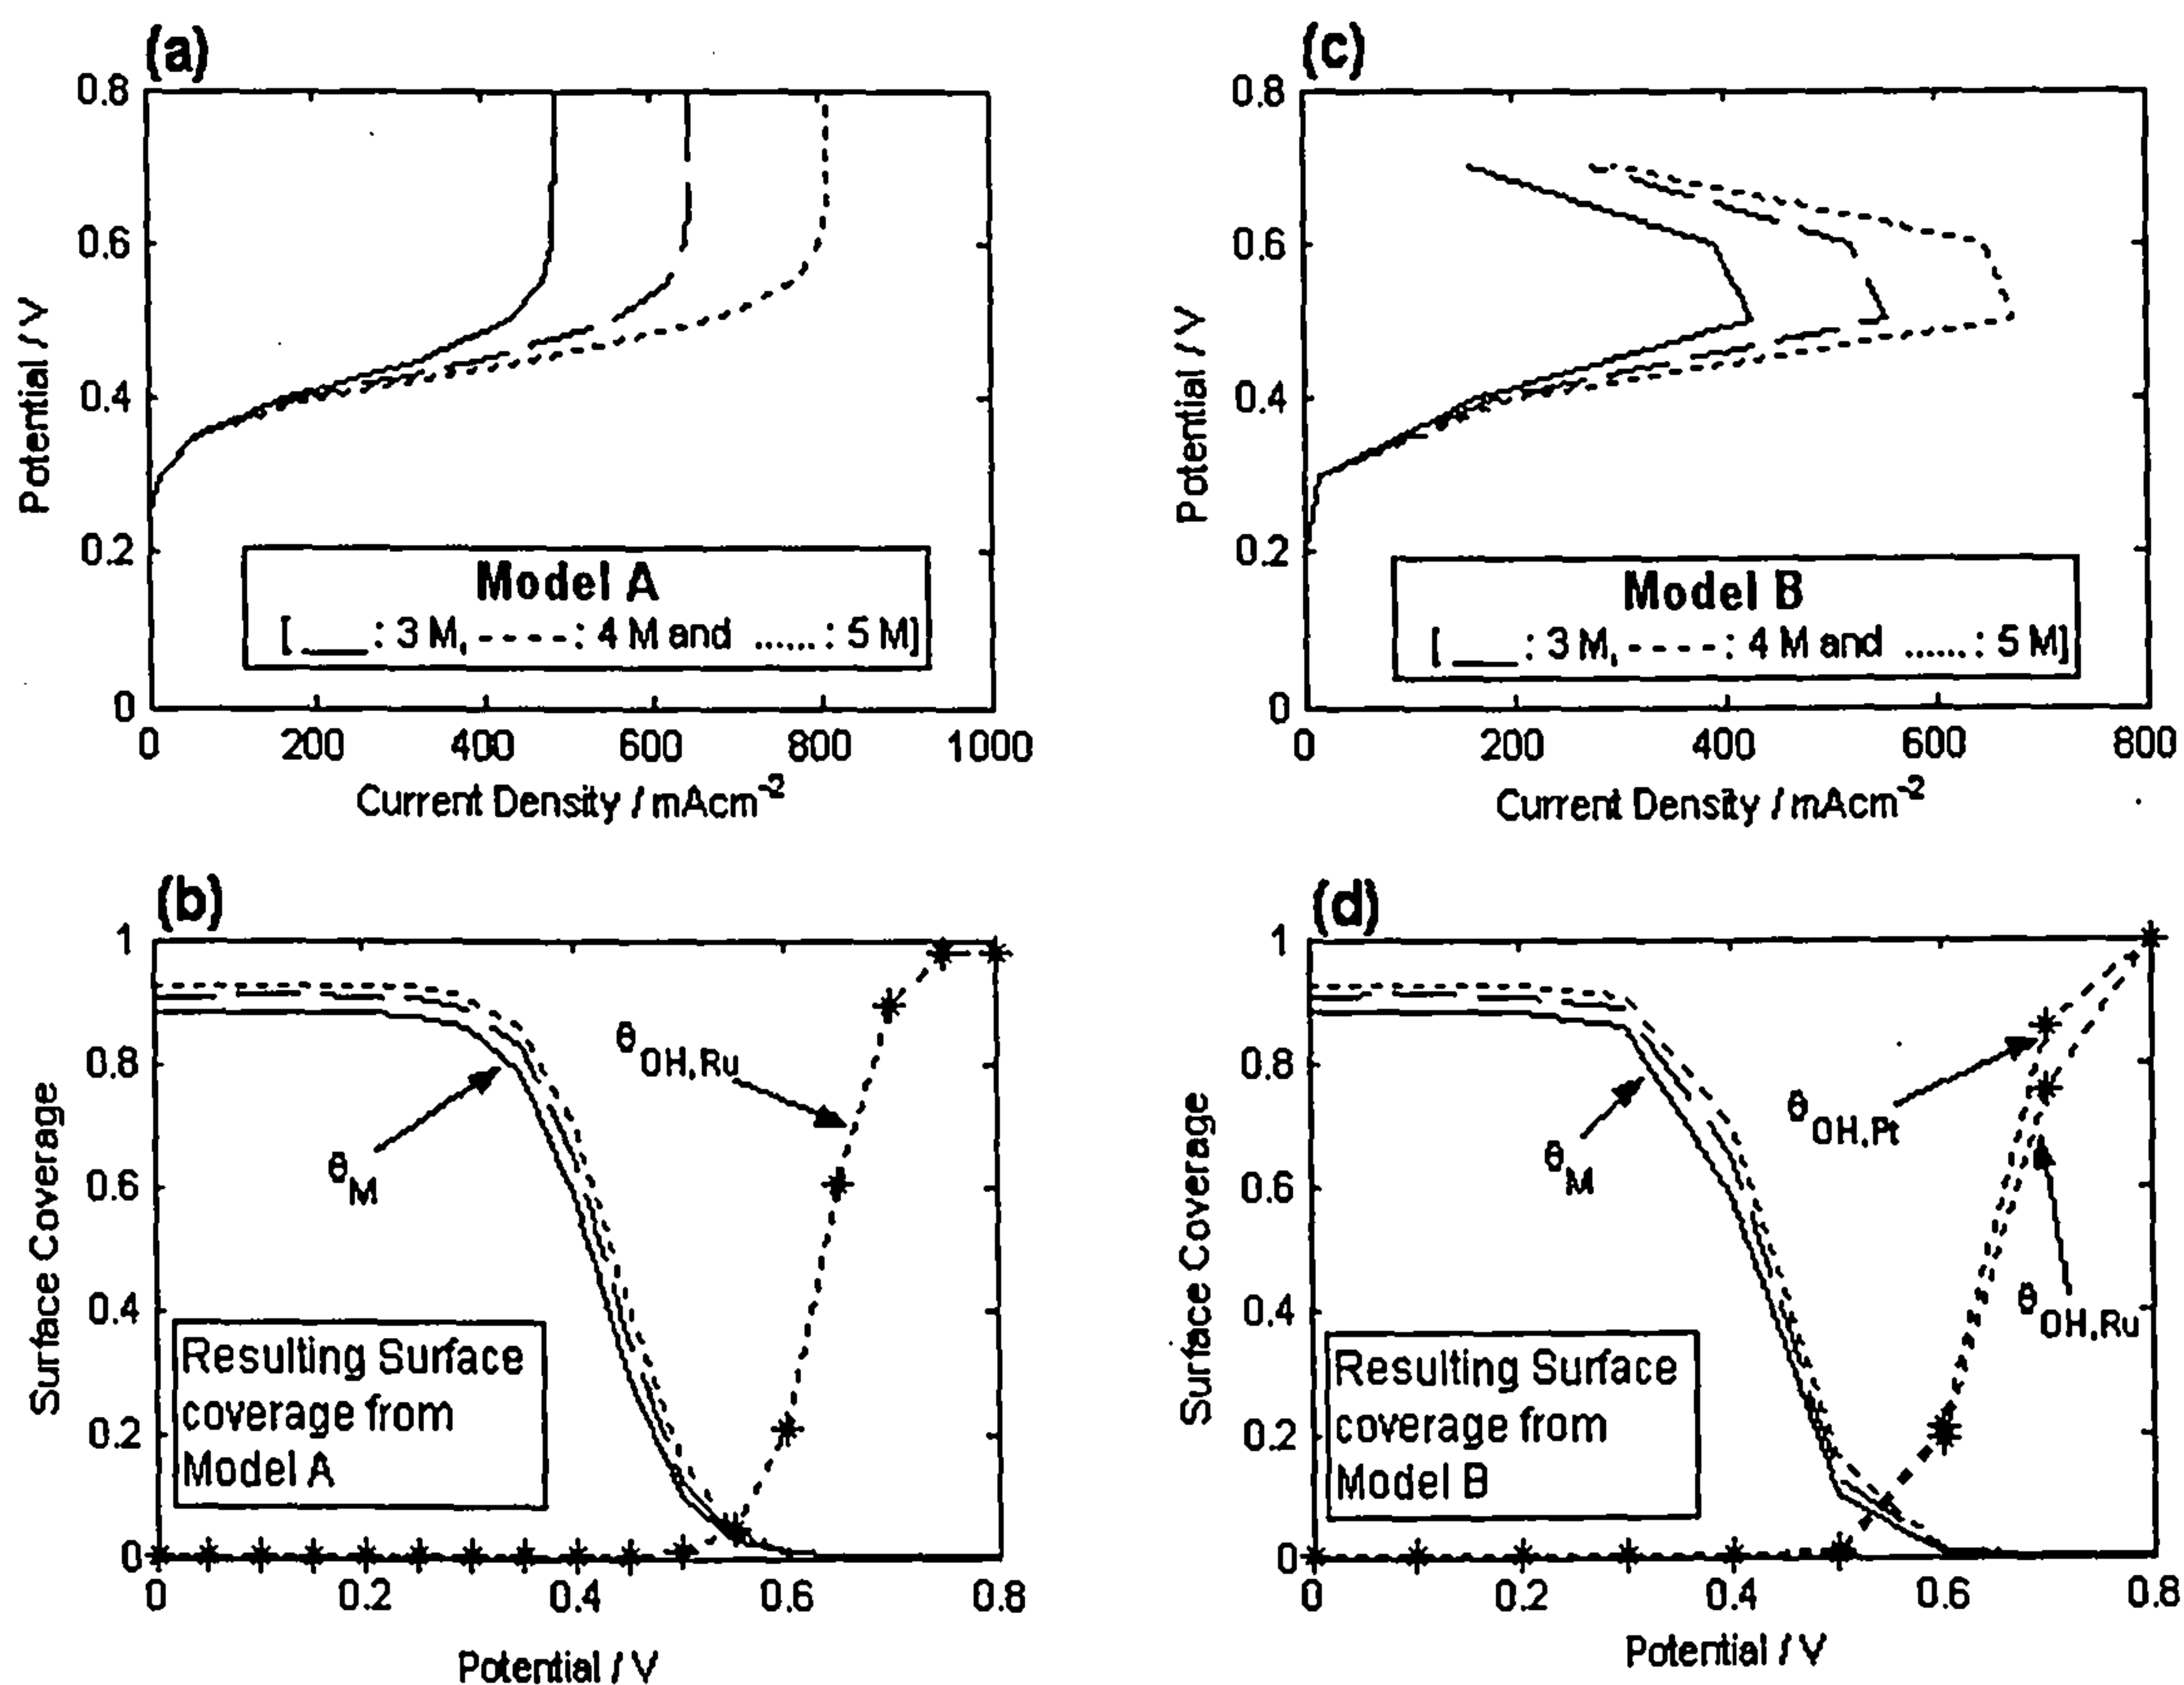 (a)
0.8
0.6
0.4
0.2
0
Potential / V
Model A
[ ___ : 3 M, - - - - : 4 M and ...... : 5 M]
0 200 400 600 800 1000
Current Density / mAcm-2
(c)
0.8
0.6
0.4
0.2
0
Potential / V
Model B
[ ___ : 3 M, - - - - : 4 M and ...... : 5 M]
0 200 400 600 800
Current Density / mAcm-2
(b)
1
0.8
0.6
0.4
0.2
0
Surface Coverage
θM
θOH,Ru
Resulting Surface
coverage from
Model A
0 0.2 0.4 0.6 0.8
Potential / V
(d)
1
0.8
0.6
0.4
0.2
0
Surface Coverage
θM
θOH,Pt
θOH,Ru
Resulting Surface
coverage from
Model B
0 0.2 0.4 0.6 0.8
Potential / V